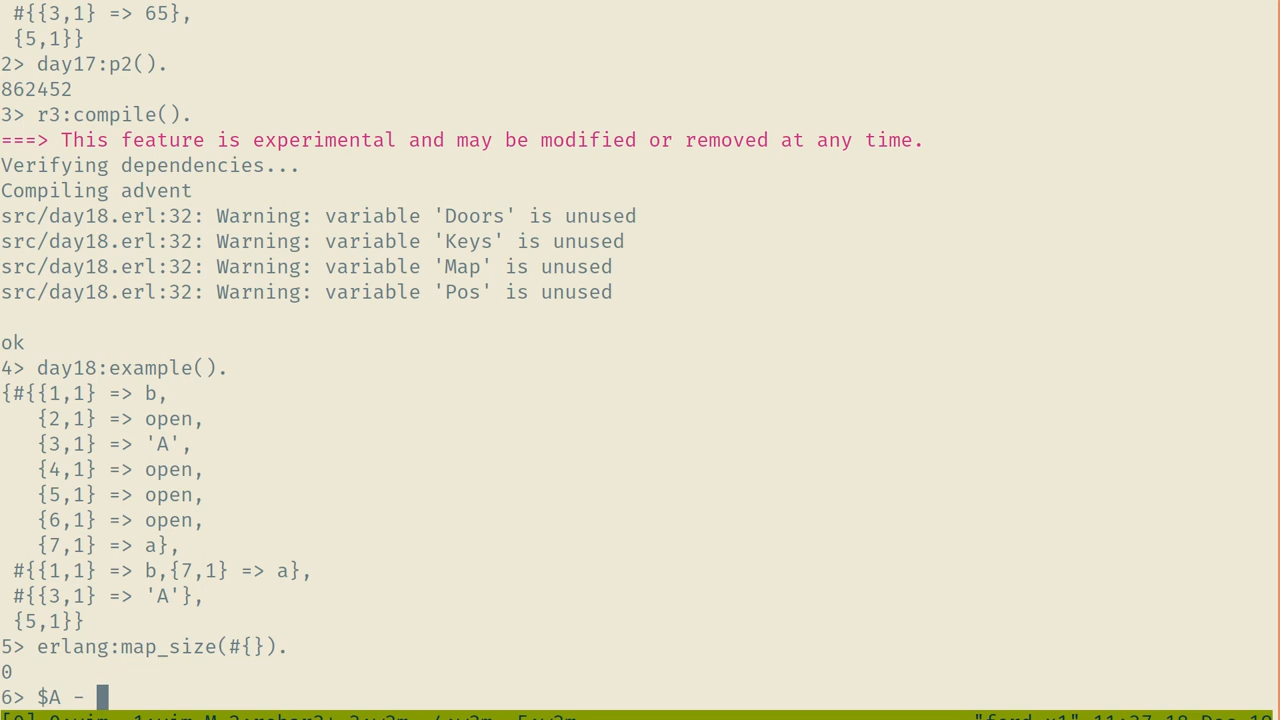 #{{3,1} => 65},
 {5,1}}
2> day17:p2().
862452
3> r3:compile().
===> This feature is experimental and may be modified or removed at any time.
Verifying dependencies...
Compiling advent
src/day18.erl:32: Warning: variable 'Doors' is unused
src/day18.erl:32: Warning: variable 'Keys' is unused
src/day18.erl:32: Warning: variable 'Map' is unused
src/day18.erl:32: Warning: variable 'Pos' is unused
ok
4> day18:example().
{#{{1,1} => b,
   {2,1} => open,
   {3,1} => 'A',
   {4,1} => open,
   {5,1} => open,
   {6,1} => open,
   {7,1} => a},
 #{{1,1} => b,{7,1} => a},
 #{{3,1} => 'A'},
 {5,1}}
5> erlang:map_size(#{}).
0
6> $A -